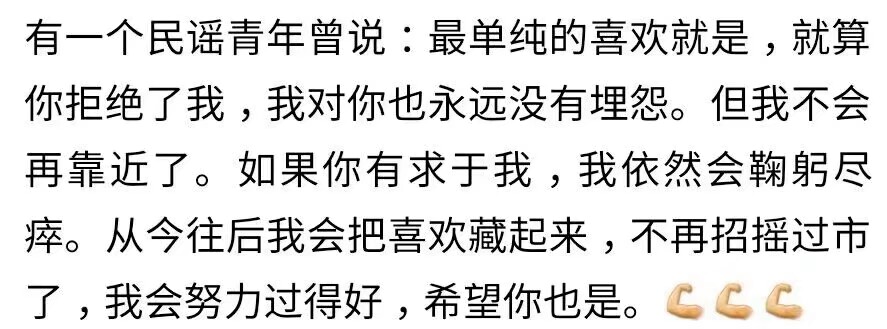 有一个民谣青年曾说：最单纯的喜欢就是，就算
你拒绝了我，我对你也永远没有埋怨。但我不会
再靠近了。如果你有求于我，我依然会鞠躬尽
瘁。从今往后我会把喜欢藏起来，不再招摇过市
了，我会努力过得好，希望你也是。💪🏼💪🏼💪🏼